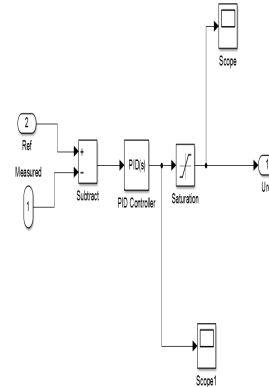 Scope
2
Ref
+
−
Measured
1
Subtract
PID(s)
PID Controller
Saturation
1
Scope1